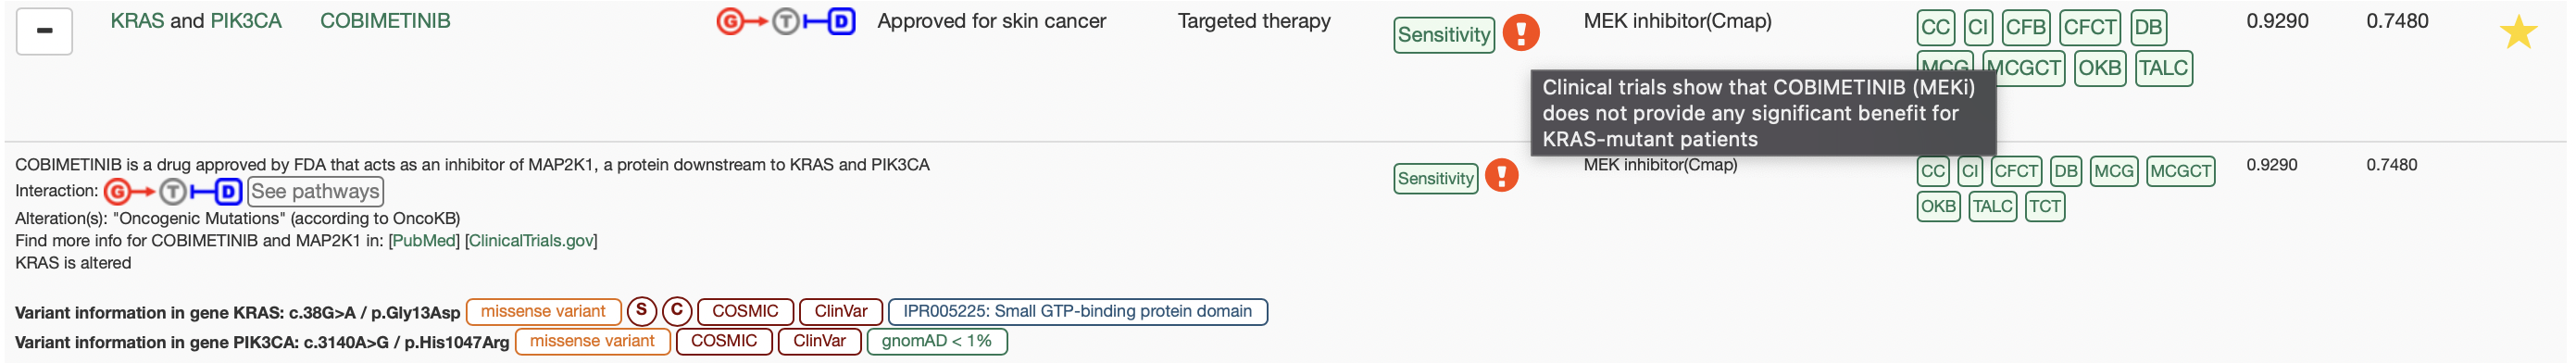 KRAS and PIK3CA COBIMETINIB G T D Approved for skin cancer Targeted therapy Sensitivity ! MEK inhibitor(Cmap) CC CI CFB CFCT DB 0.9290 0.7480
MCG MCGCT OKB TALC
Clinical trials show that COBIMETINIB (MEKi)
does not provide any significant benefit for
KRAS-mutant patients
COBIMETINIB is a drug approved by FDA that acts as an inhibitor of MAP2K1, a protein downstream to KRAS and PIK3CA Sensitivity ! MEK inhibitor(Cmap) CC CI CFCT DB MCG MCGCT 0.9290 0.7480
Interaction: G T D See pathways OKB TALC TCT
Alteration(s): "Oncogenic Mutations" (according to OncoKB)
Find more info for COBIMETINIB and MAP2K1 in: [PubMed] [ClinicalTrials.gov]
KRAS is altered
Variant information in gene KRAS: c.38G>A / p.Gly13Asp missense variant S C COSMIC ClinVar IPR005225: Small GTP-binding protein domain
Variant information in gene PIK3CA: c.3140A>G / p.His1047Arg missense variant COSMIC ClinVar gnomAD < 1%